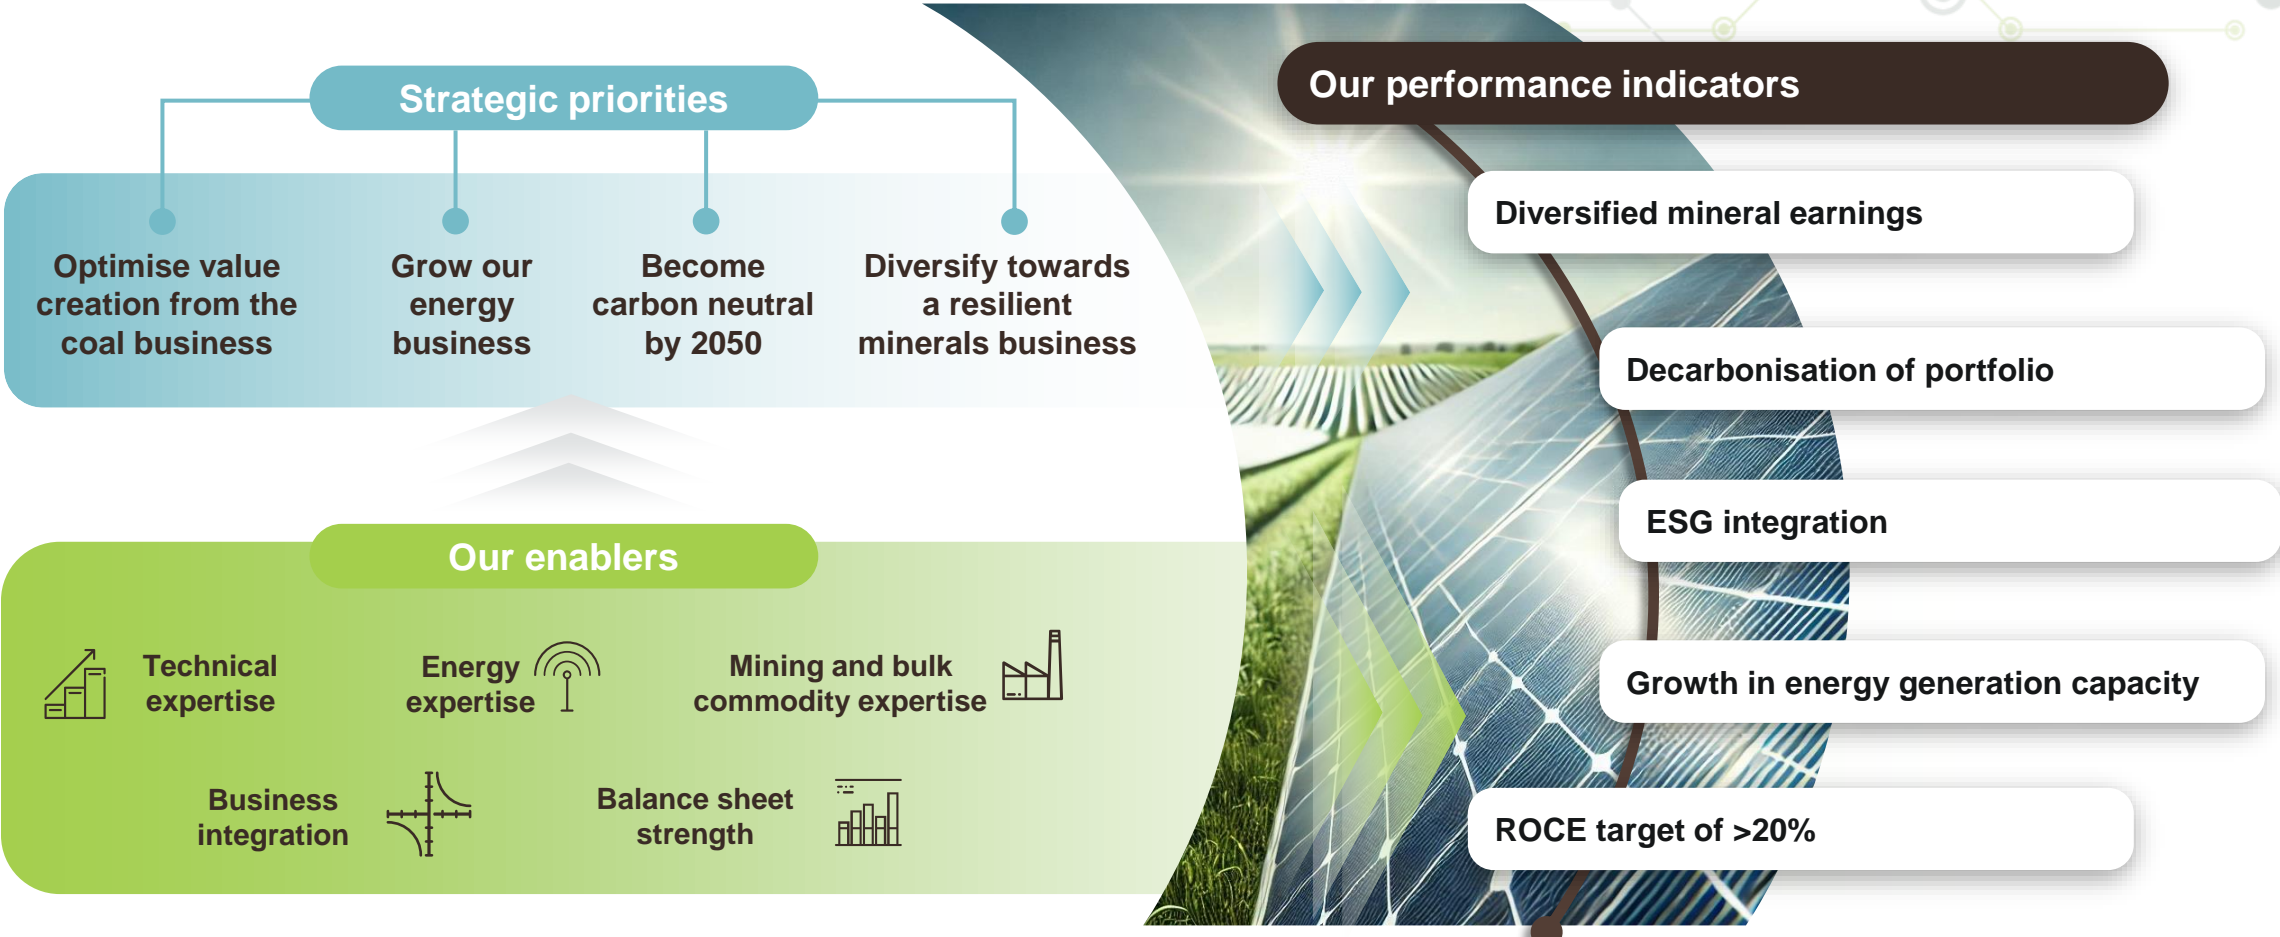 Strategic priorities
Optimise value
creation from the
coal business
Grow our
energy
business
Become
carbon neutral
by 2050
Diversify towards
a resilient
minerals business
Our enablers
Technical
expertise
Energy
expertise
Mining and bulk
commodity expertise
Business
integration
Balance sheet
strength
Our performance indicators
Diversified mineral earnings
Decarbonisation of portfolio
ESG integration
Growth in energy generation capacity
ROCE target of >20%